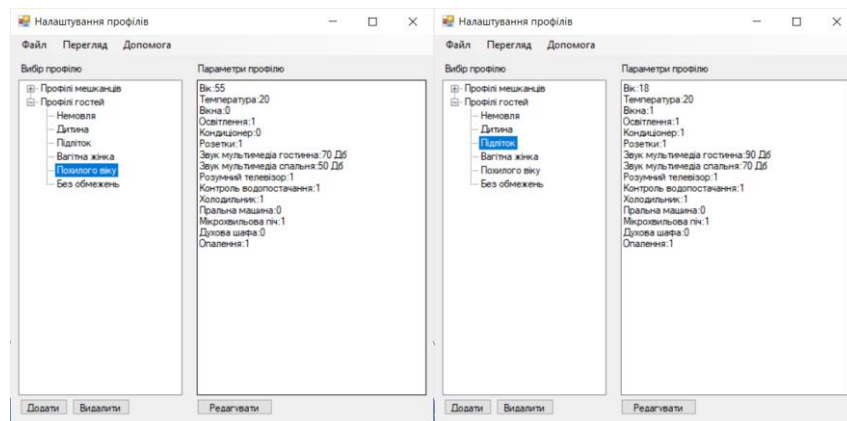 Налаштування профілів
Файл Перегляд Допомога
Вибір профілю
Профілі мешканців
Профілі гостей
Немовля
Дитина
Підліток
Вагітна жінка
Похилого віку
Без обмежень
Параметри профілю
Вік:55
Температура:20
Вікна:0
Освітлення:1
Кондиціонер:0
Розетки:1
Звук мультимедіа гостинна:70 Дб
Звук мультимедіа спальня:50 Дб
Розумний телевізор:1
Контроль водопостачання:1
Холодильник:1
Пральна машина:0
Мікрохвильова піч:1
Духова шафа:0
Опалення:1
Додати Видалити Редагувати
Налаштування профілів
Файл Перегляд Допомога
Вибір профілю
Профілі мешканців
Профілі гостей
Немовля
Дитина
Підліток
Вагітна жінка
Похилого віку
Без обмежень
Параметри профілю
Вік:18
Температура:20
Вікна:1
Освітлення:1
Кондиціонер:1
Розетки:1
Звук мультимедіа гостинна:90 Дб
Звук мультимедіа спальня:70 Дб
Розумний телевізор:1
Контроль водопостачання:1
Холодильник:1
Пральна машина:0
Мікрохвильова піч:1
Духова шафа:0
Опалення:1
Додати Видалити Редагувати